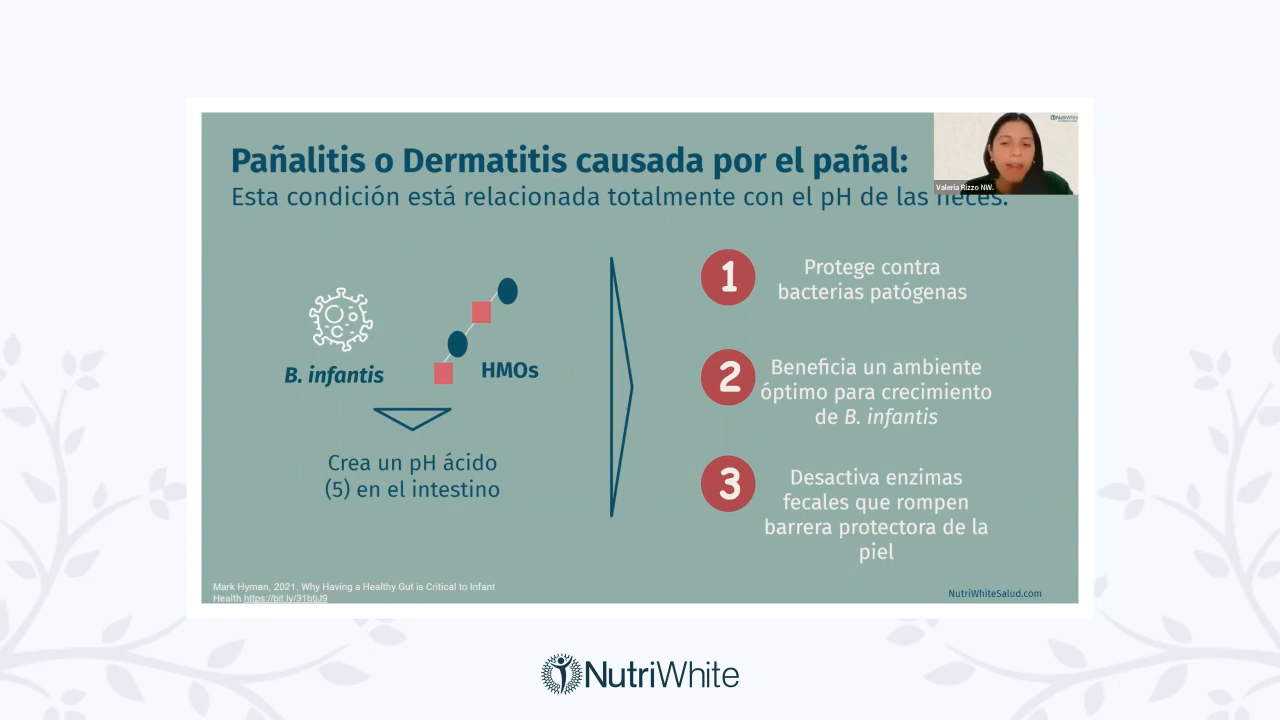 Pañalitis o Dermatitis causada por el pañal:
Esta condición está relacionada totalmente con el pH de las heces.
NutriWhite
Valeria Rizzo NW.
B. infantis
HMOs
Crea un pH ácido
(5) en el intestino
1
Protege contra
bacterias patógenas
2
Beneficia un ambiente
óptimo para crecimiento
de B. infantis
3
Desactiva enzimas
fecales que rompen
barrera protectora de la
piel
Mark Hyman, 2021. Why Having a Healthy Gut is Critical to Infant
Health https://bit.ly/31btjJ9
NutriWhiteSalud.com
NutriWhite